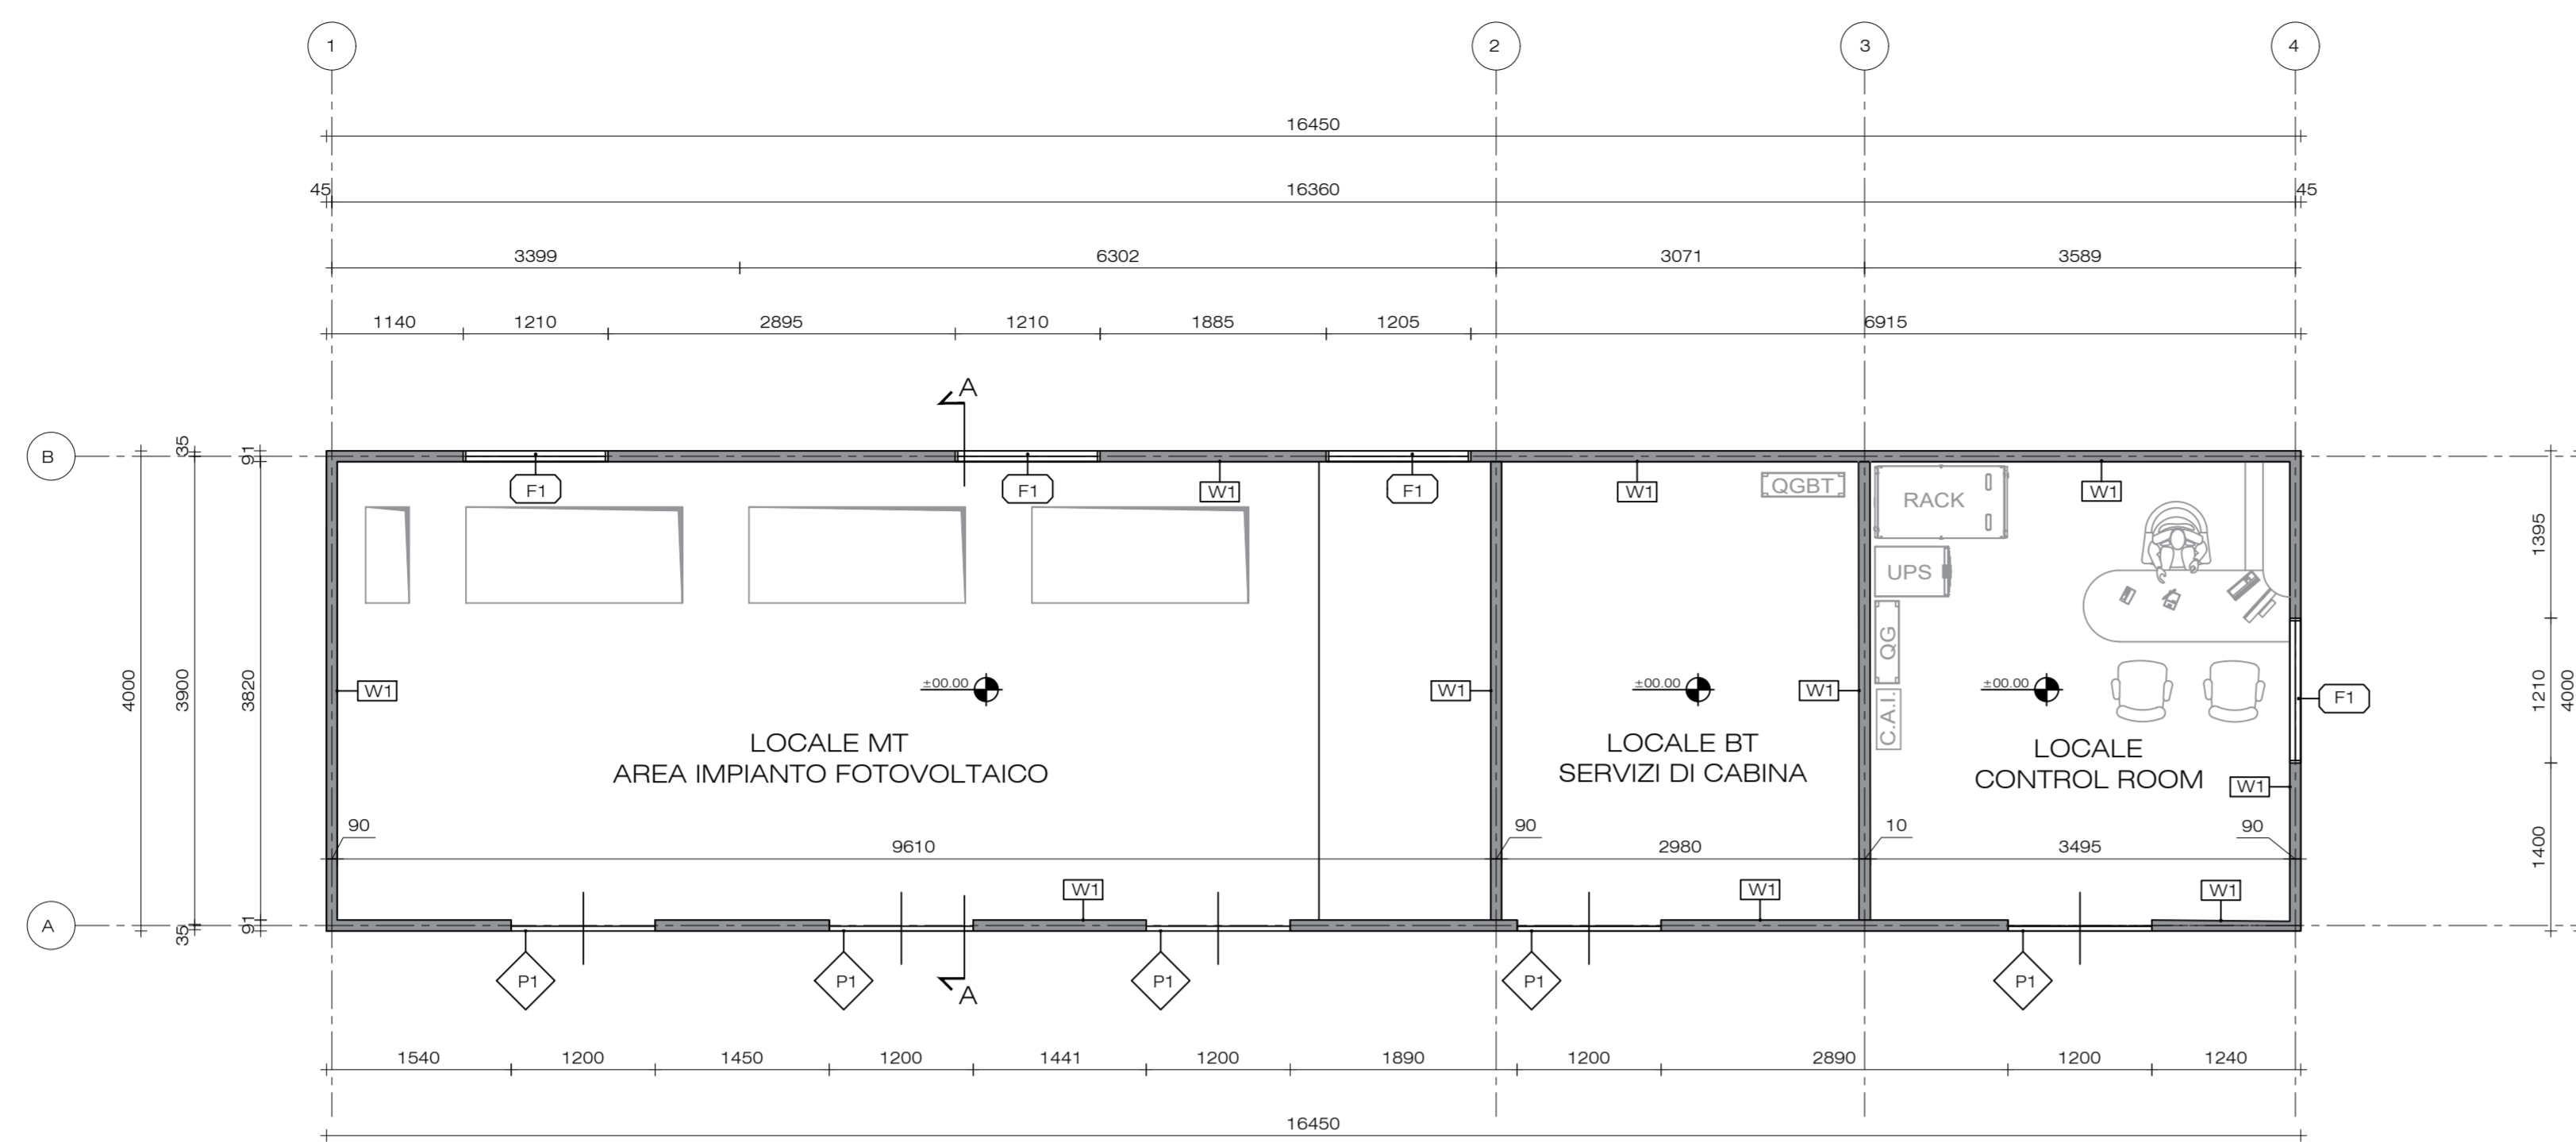 1 2 3 4
16450
45 16360 45
3399 6302 3071 3589
1140 1210 2895 1210 1885 1205 6915
A
B 35 91
F1 F1 W1 F1 W1 QGBT RACK W1
1395
UPS
QG
4000 3900 3820 W1 ±00.00 W1 ±00.00 W1 ±00.00 F1 1210 4000
C.A.I.
LOCALE MT LOCALE BT LOCALE
AREA IMPIANTO FOTOVOLTAICO SERVIZI DI CABINA CONTROL ROOM
W1
90 90 10 90
9610 2980 3495 1400
W1 W1 W1
A 35 91
P1 P1 P1 P1 P1
A
1540 1200 1450 1200 1441 1200 1890 1200 2890 1200 1240
16450